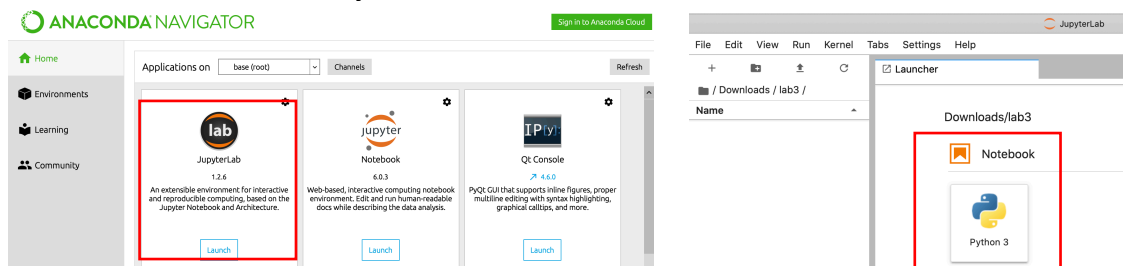 ANACONDA NAVIGATOR
Sign in to Anaconda Cloud
Home
Environments
Learning
Community
Applications on base (root) Channels Refresh
lab
JupyterLab
1.2.6
An extensible environment for interactive
and reproducible computing, based on the
Jupyter Notebook and Architecture.
Launch
jupyter
Notebook
6.0.3
Web-based, interactive computing notebook
environment. Edit and run human-readable
docs while describing the data analysis.
Launch
IP[y]:
Qt Console
4.6.0
PyQt GUI that supports inline figures, proper
multiline editing with syntax highlighting,
graphical calltips, and more.
Launch
JupyterLab
File Edit View Run Kernel Tabs Settings Help
/ Downloads / lab3 /
Name
Launcher
Downloads/lab3
Notebook
Python 3